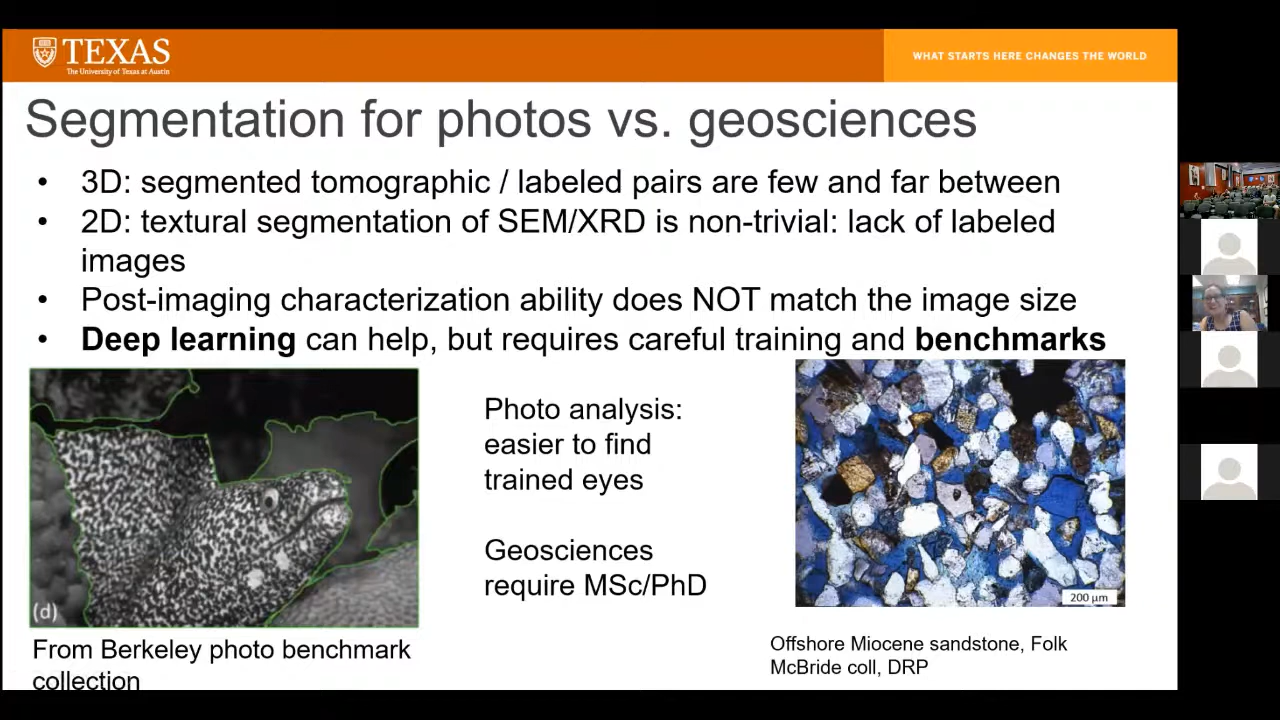 TEXAS
The University of Texas at Austin
WHAT STARTS HERE CHANGES THE WORLD
Segmentation for photos vs. geosciences
• 3D: segmented tomographic / labeled pairs are few and far between
• 2D: textural segmentation of SEM/XRD is non-trivial: lack of labeled
images
• Post-imaging characterization ability does NOT match the image size
• Deep learning can help, but requires careful training and benchmarks
(d)
From Berkeley photo benchmark
collection
Photo analysis:
easier to find
trained eyes
Geosciences
require MSc/PhD
200 µm
Offshore Miocene sandstone, Folk
McBride coll, DRP